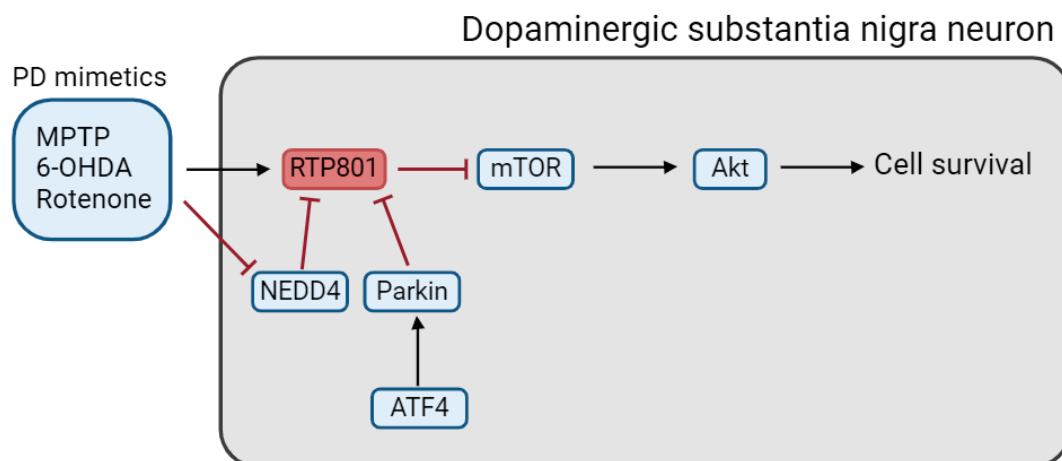 Dopaminergic substantia nigra neuron
PD mimetics
MPTP
6-OHDA
Rotenone
RTP801
mTOR
Akt
Cell survival
NEDD4
Parkin
ATF4